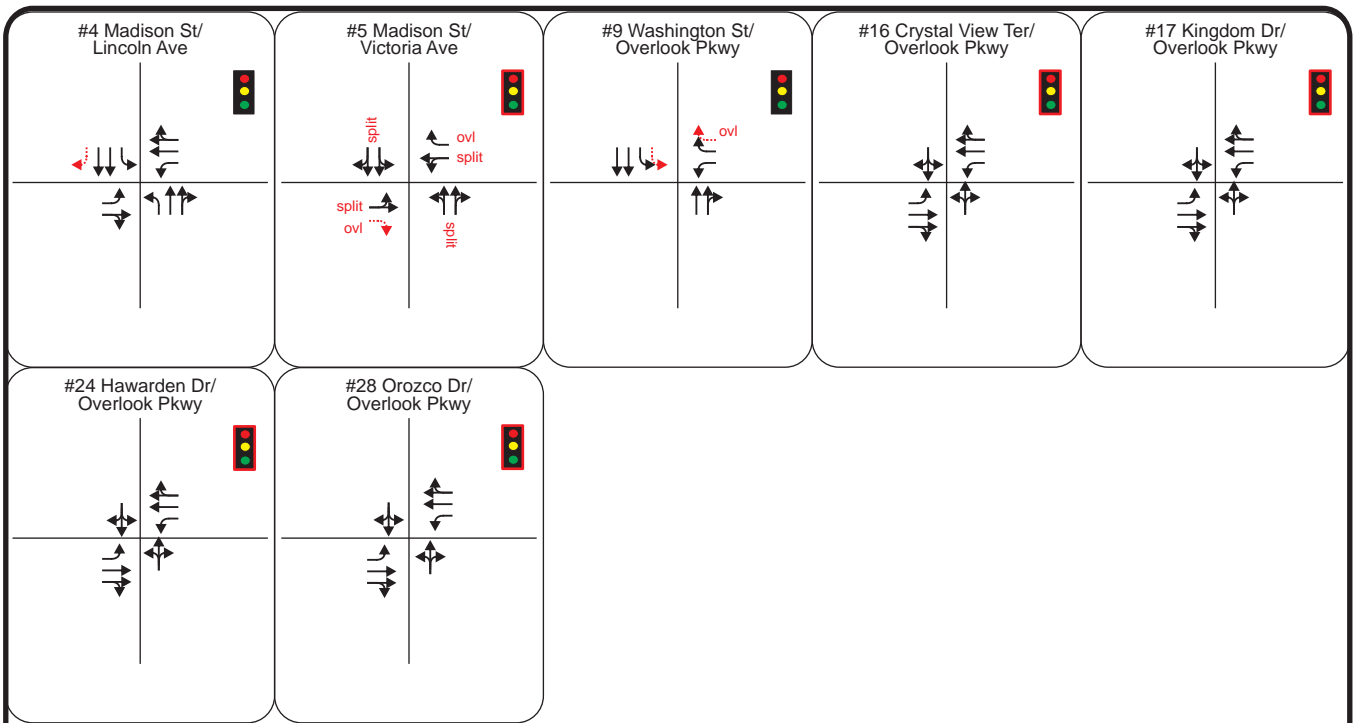 #4 Madison St/
Lincoln Ave
#5 Madison St/
Victoria Ave
split
ovl
split
split
ovl
split
#9 Washington St/
Overlook Pkwy
ovl
#16 Crystal View Ter/
Overlook Pkwy
#17 Kingdom Dr/
Overlook Pkwy
#24 Hawarden Dr/
Overlook Pkwy
#28 Orozco Dr/
Overlook Pkwy